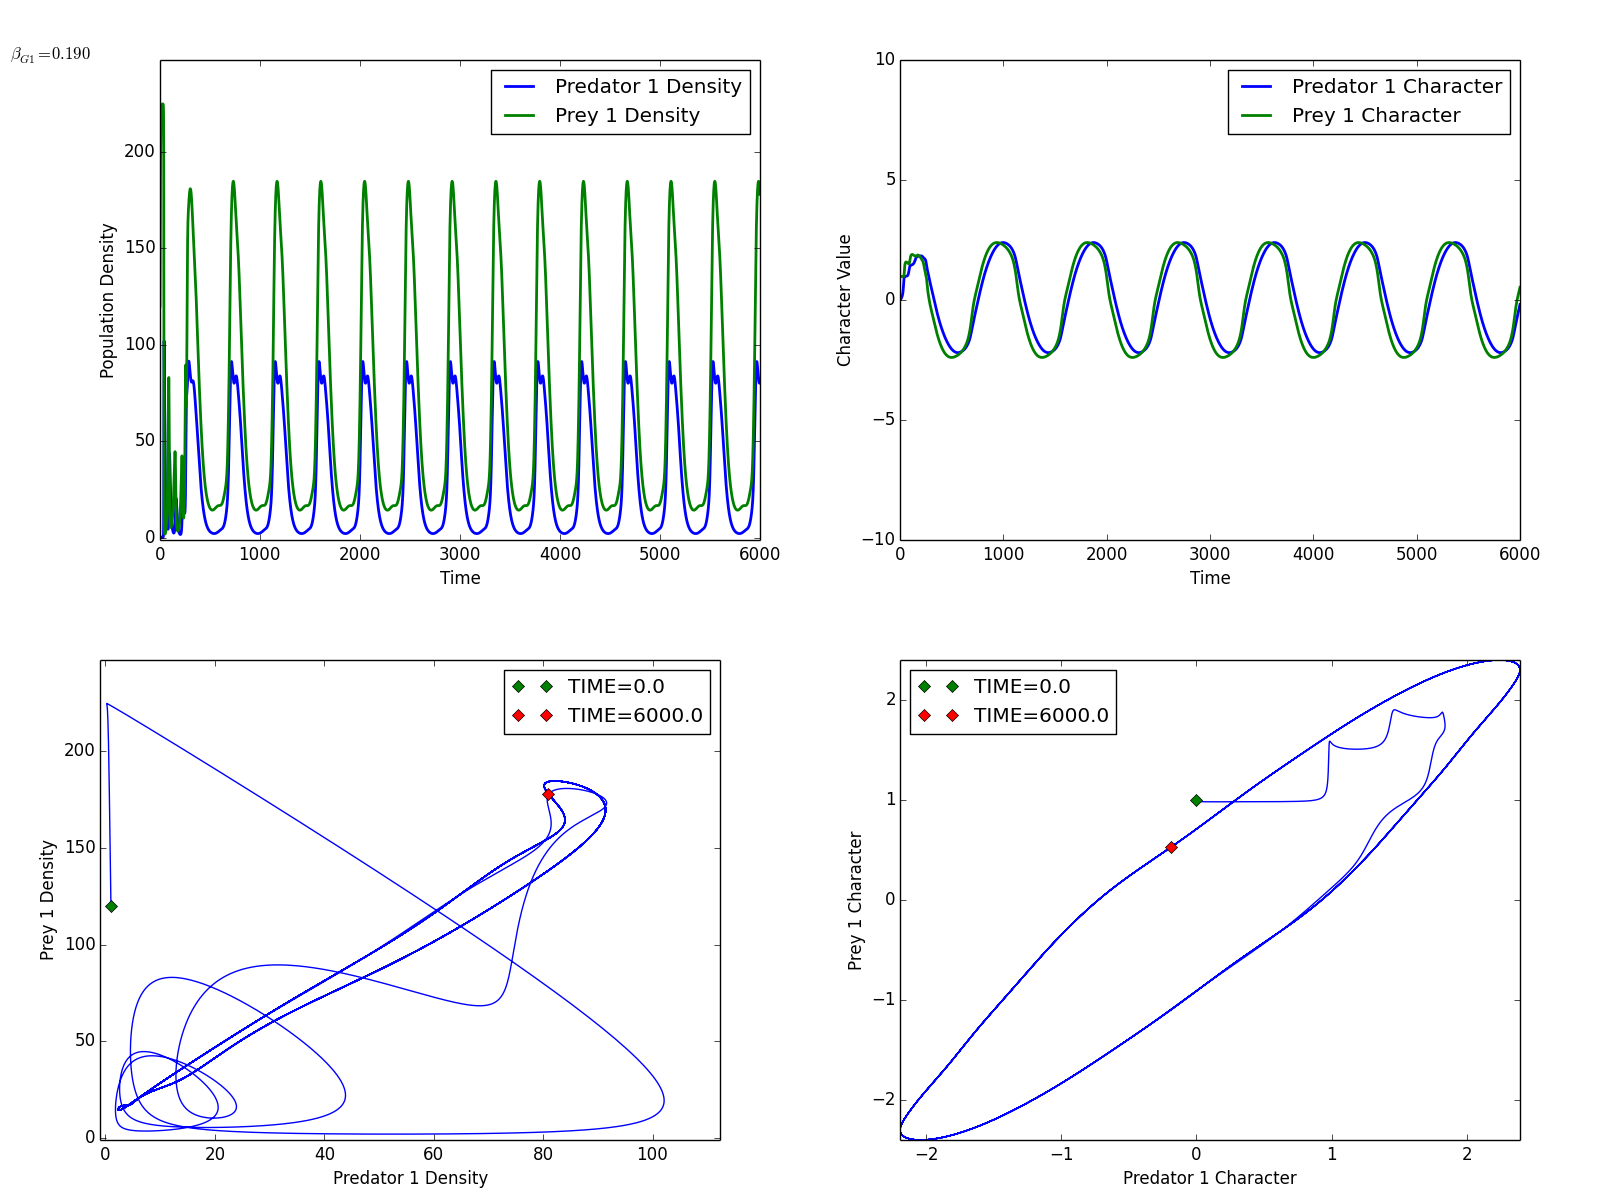 β_G1=0.190
Predator 1 Density
Prey 1 Density
Population Density
200
150
100
50
0
0 1000 2000 3000 4000 5000 6000
Time
Predator 1 Character
Prey 1 Character
Character Value
10
5
0
−5
−10
0 1000 2000 3000 4000 5000 6000
Time
TIME=0.0
TIME=6000.0
Prey 1 Density
200
150
100
50
0
0 20 40 60 80 100
Predator 1 Density
TIME=0.0
TIME=6000.0
Prey 1 Character
2
1
0
−1
−2
−2 −1 0 1 2
Predator 1 Character